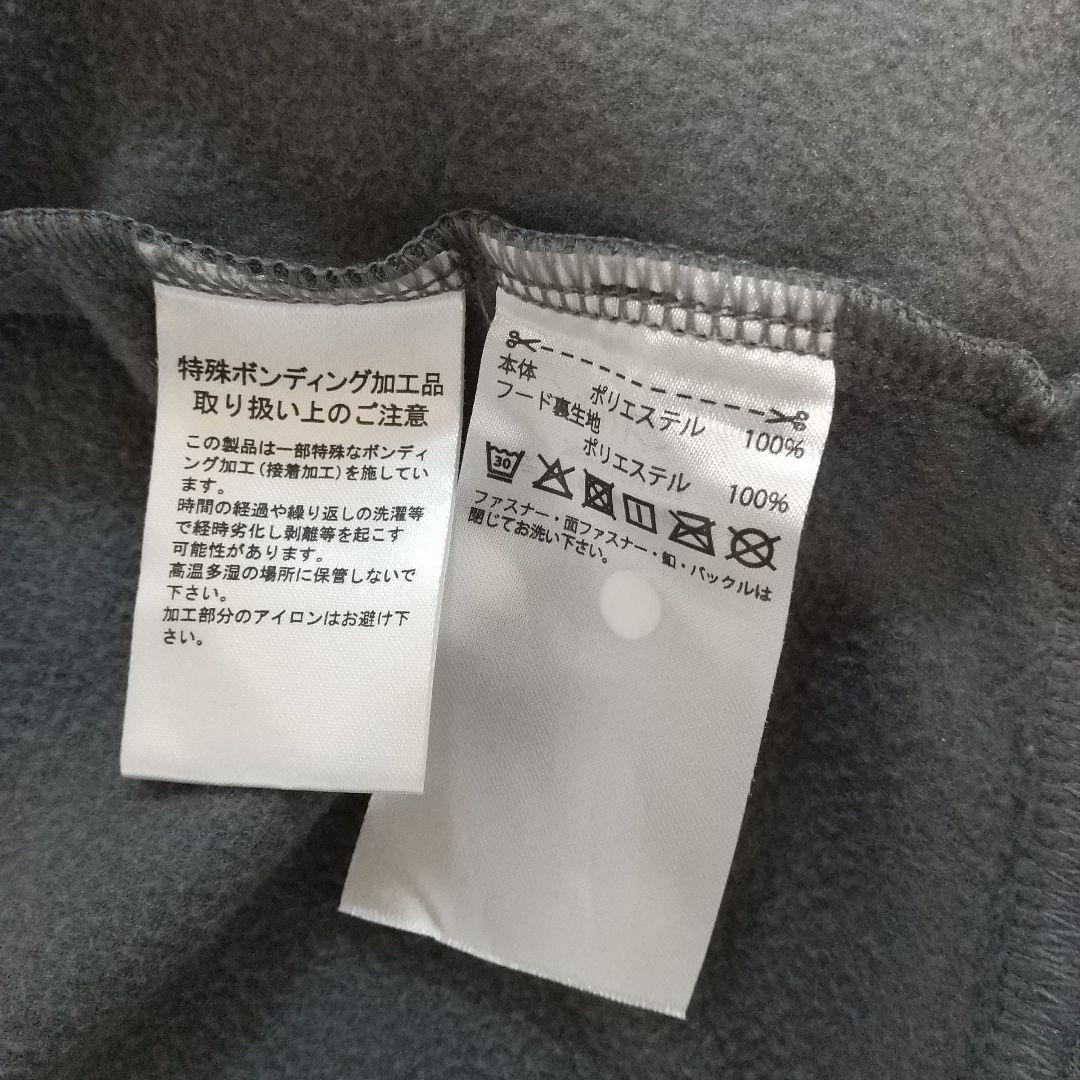 特殊ボンディング加工品
取り扱い上のご注意
この製品は一部特殊なボンディ
ング加工(接着加工)を施してい
ます。
時間の経過や繰り返しの洗濯等
で経時劣化し剥離等を起こす
可能性があります。
高温多湿の場所に保管しないで
下さい。
加工部分のアイロンはお避け下
さい。
本体 ポリエステル 100%
フード裏生地
ポリエステル 100%
30
ファスナー・面ファスナー・釦・バックルは
閉じてお洗い下さい。